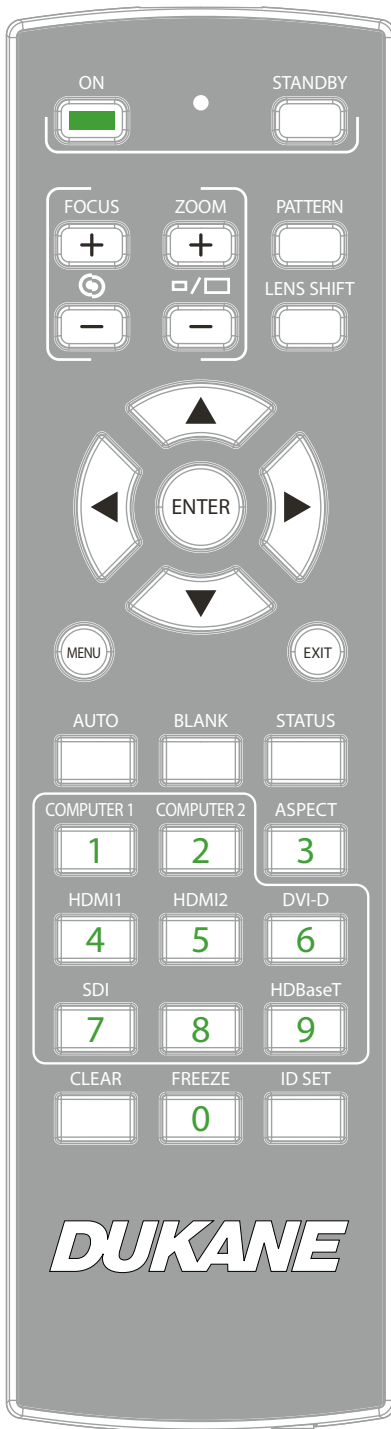 ON STANDBY
FOCUS ZOOM PATTERN
+ +
/ LENS SHIFT
− −
ENTER
MENU EXIT
AUTO BLANK STATUS
COMPUTER 1 COMPUTER 2 ASPECT
1 2 3
HDMI1 HDMI2 DVI-D
4 5 6
SDI HDBaseT
7 8 9
CLEAR FREEZE ID SET
0
DUKANE